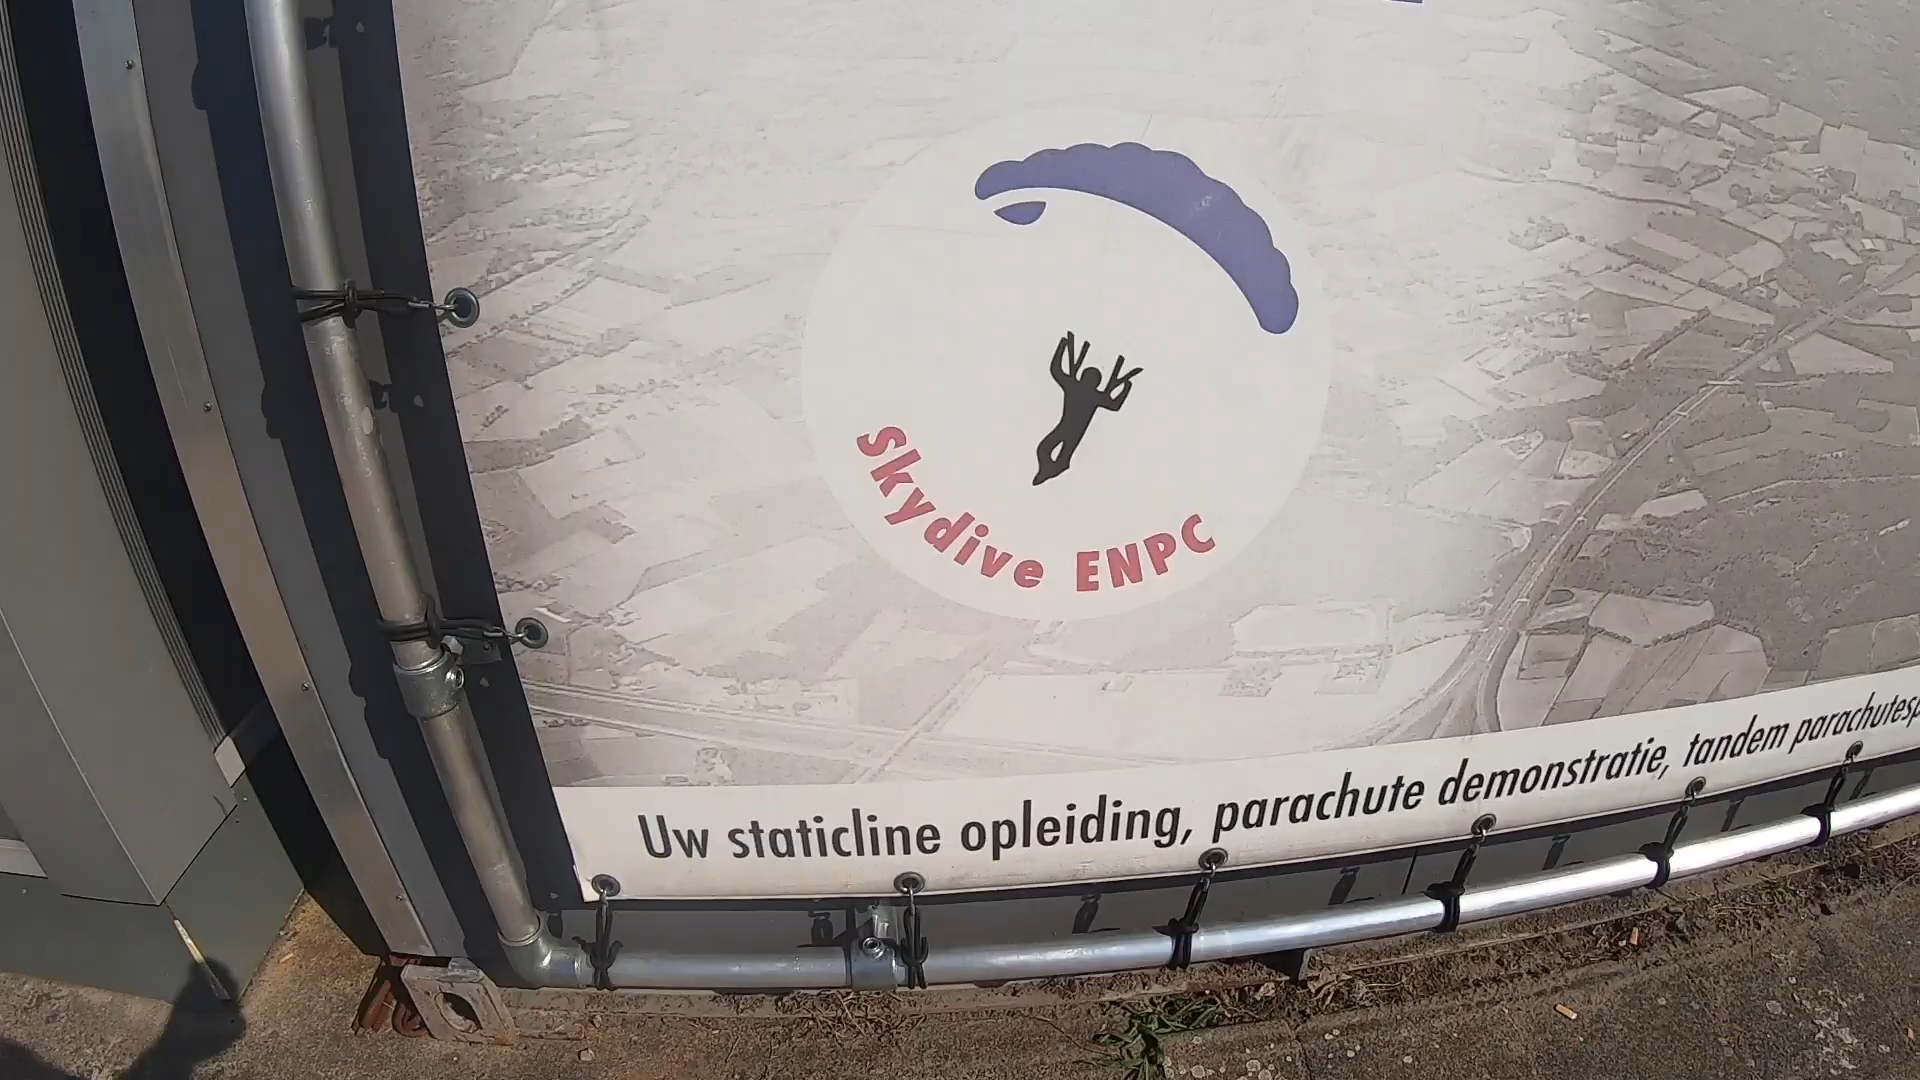 Skydive ENPC
Uw staticline opleiding, parachute demonstratie, tandem